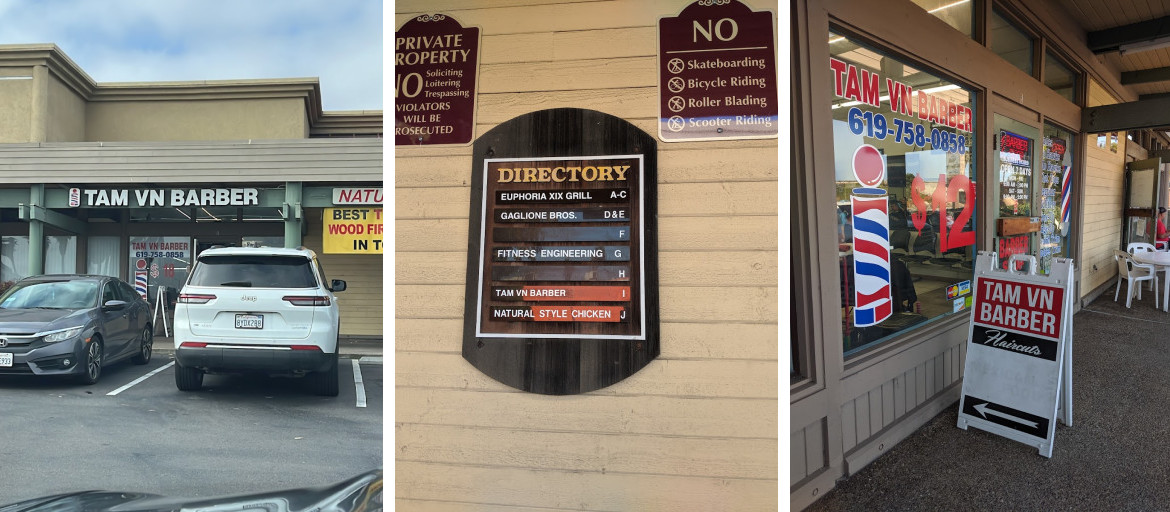 TAM VN BARBER
NATU
BEST T
WOOD FIR
IN TO
TAM VN BARBER
619-758-0858
Jeep
8YDX288
PRIVATE
PROPERTY
NO
Soliciting
Loitering
Trespassing
VIOLATORS
WILL BE
PROSECUTED
NO
Skateboarding
Bicycle Riding
Roller Blading
Scooter Riding
DIRECTORY
EUPHORIA XIX GRILL A-C
GAGLIONE BROS. D&E
F
FITNESS ENGINEERING G
H
TAM VN BARBER I
NATURAL STYLE CHICKEN J
TAM VN BARBER
619-758-0858
$12
TAM VN
BARBER
Haircuts